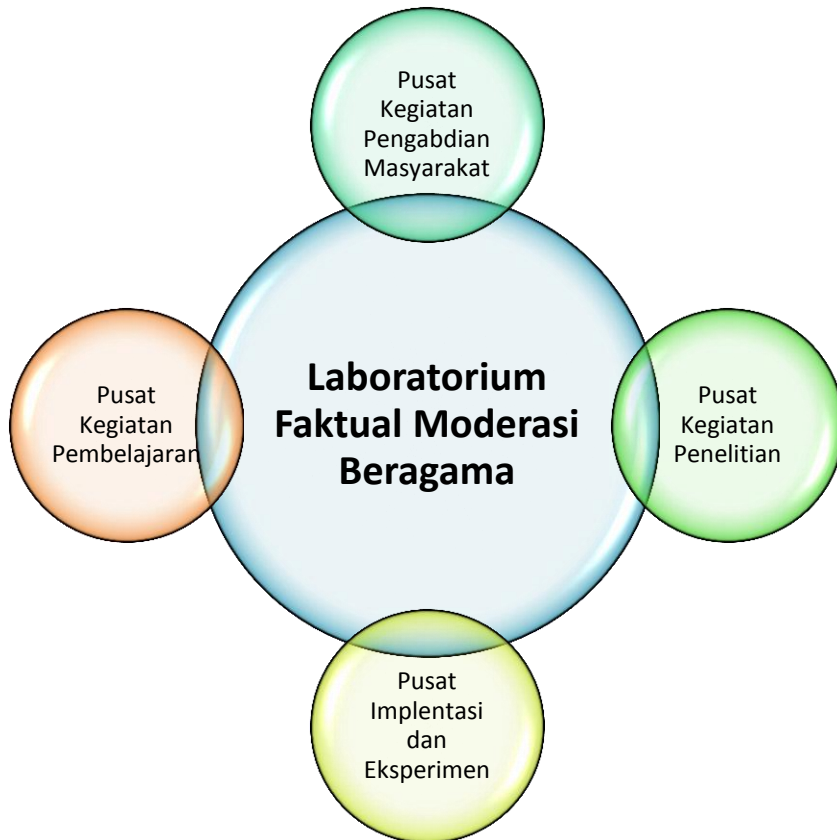 Pusat
Kegiatan
Pengabdian
Masyarakat
Laboratorium
Faktual Moderasi
Beragama
Pusat
Kegiatan
Pembelajaran
Pusat
Kegiatan
Penelitian
Pusat
Implentasi
dan
Eksperimen